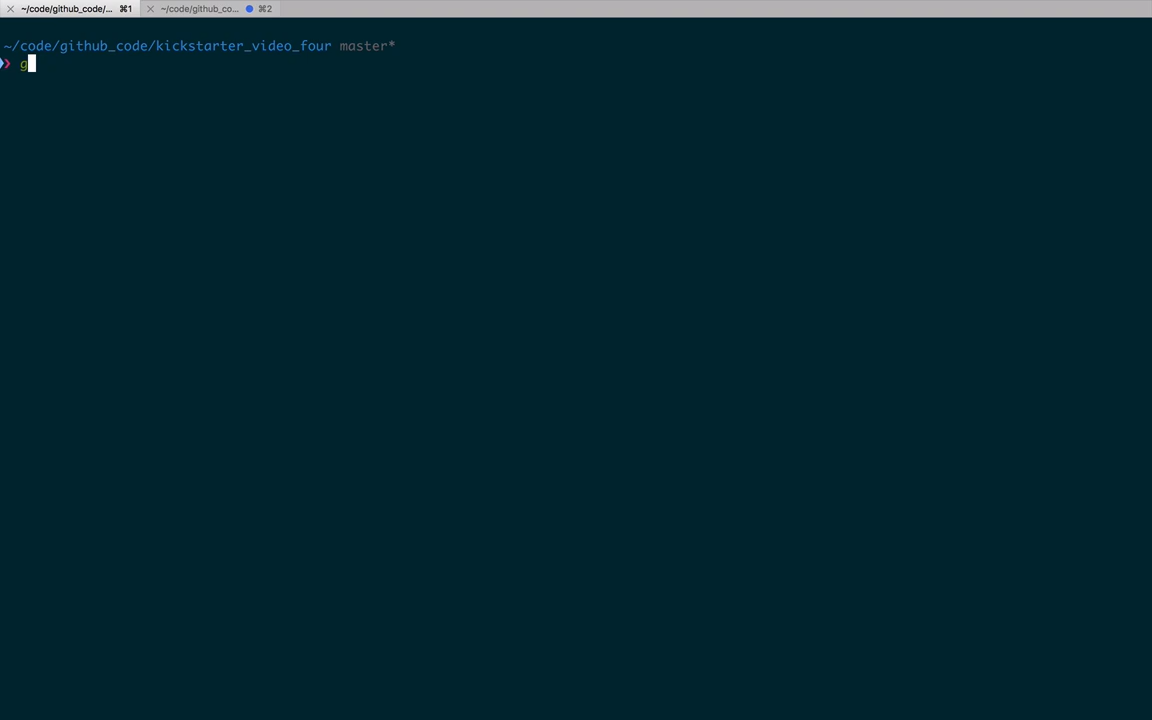 ~/code/github_code/... ⌘1 ~/code/github_co... ⌘2
~/code/github_code/kickstarter_video_four master*
❯ g